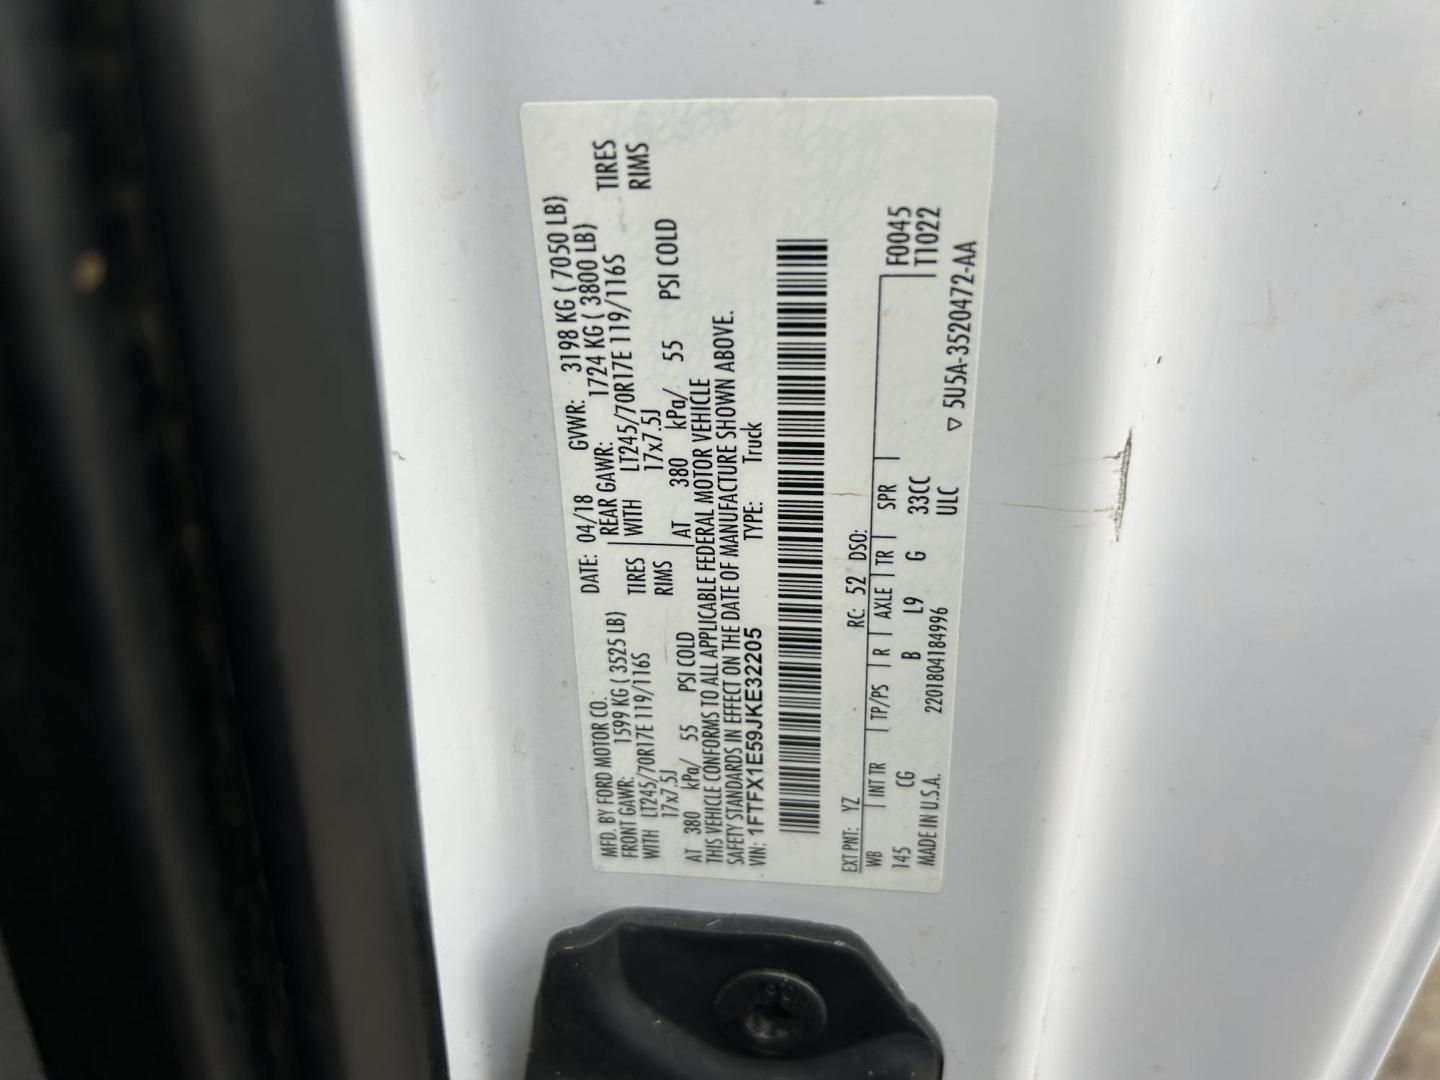 MFD. BY FORD MOTOR CO.
DATE: 04/18 GVWR: 3198 KG ( 7050 LB)
FRONT GAWR: 1599 KG ( 3525 LB)
REAR GAWR: 1724 KG ( 3800 LB)
WITH LT245/70R17E 119/116S TIRES
WITH LT245/70R17E 119/116S TIRES
17x7.5J RIMS
17x7.5J RIMS
AT 380 kPa/ 55 PSI COLD
AT 380 kPa/ 55 PSI COLD
THIS VEHICLE CONFORMS TO ALL APPLICABLE FEDERAL MOTOR VEHICLE
SAFETY STANDARDS IN EFFECT ON THE DATE OF MANUFACTURE SHOWN ABOVE.
VIN: 1FTFX1E59JKE32205 TYPE: Truck
EXT PNT: YZ RC: 52 DSO:
WB INT TR TP/PS R AXLE TR SPR F0045
145 CG B L9 G 33CC T1022
MADE IN U.S.A. 2201804184996 ULC ▽ 5U5A-3520472-AA